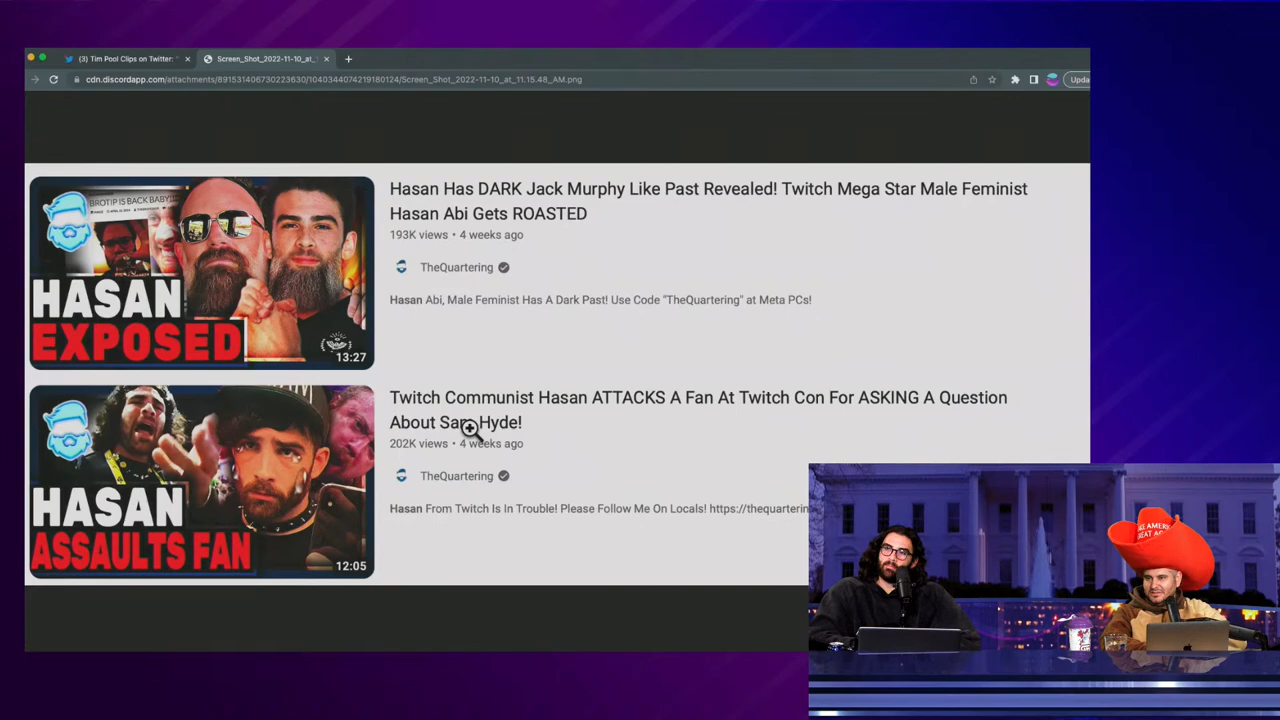 (3) Tim Pool Clips on Twitter: "
Screen_Shot_2022-11-10_at_
cdn.discordapp.com/attachments/891531406730223630/1040344074219180124/Screen_Shot_2022-11-10_at_11.15.48_AM.png
Upda
BROTIP IS BACK BABY!!!
HASAN
EXPOSED
13:27
Hasan Has DARK Jack Murphy Like Past Revealed! Twitch Mega Star Male Feminist
Hasan Abi Gets ROASTED
193K views • 4 weeks ago
TheQuartering
Hasan Abi, Male Feminist Has A Dark Past! Use Code "TheQuartering" at Meta PCs!
HASAN
ASSAULTS FAN
12:05
Twitch Communist Hasan ATTACKS A Fan At Twitch Con For ASKING A Question
About Sam Hyde!
202K views • 4 weeks ago
TheQuartering
Hasan From Twitch Is In Trouble! Please Follow Me On Locals! https://thequarterin
KE AMERI
GREAT AG